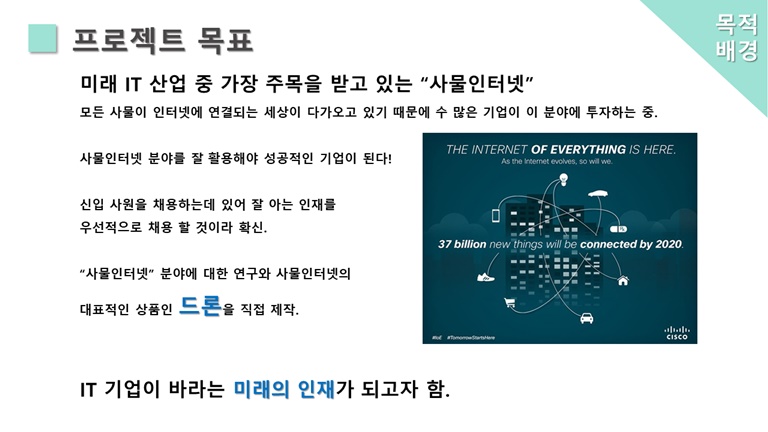 프로젝트 목표
목적
배경
미래 IT 산업 중 가장 주목을 받고 있는 “사물인터넷”
모든 사물이 인터넷에 연결되는 세상이 다가오고 있기 때문에 수 많은 기업이 이 분야에 투자하는 중.
사물인터넷 분야를 잘 활용해야 성공적인 기업이 된다!
신입 사원을 채용하는데 있어 잘 아는 인재를
우선적으로 채용 할 것이라 확신.
“사물인터넷” 분야에 대한 연구와 사물인터넷의
대표적인 상품인 드론을 직접 제작.
THE INTERNET OF EVERYTHING IS HERE.
As the Internet evolves, so will we.
37 billion new things will be connected by 2020.
#IoE #TomorrowStartsHere
CISCO
IT 기업이 바라는 미래의 인재가 되고자 함.